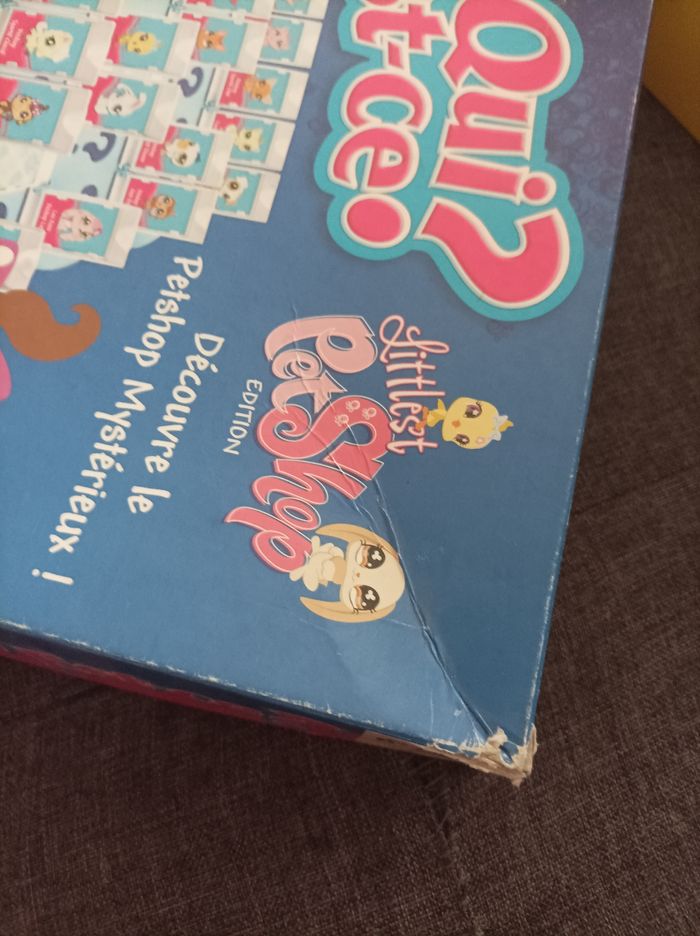 Qui
st-ce?
Littlest
PetShop
EDITION
Découvre le
Petshop Mystérieux !